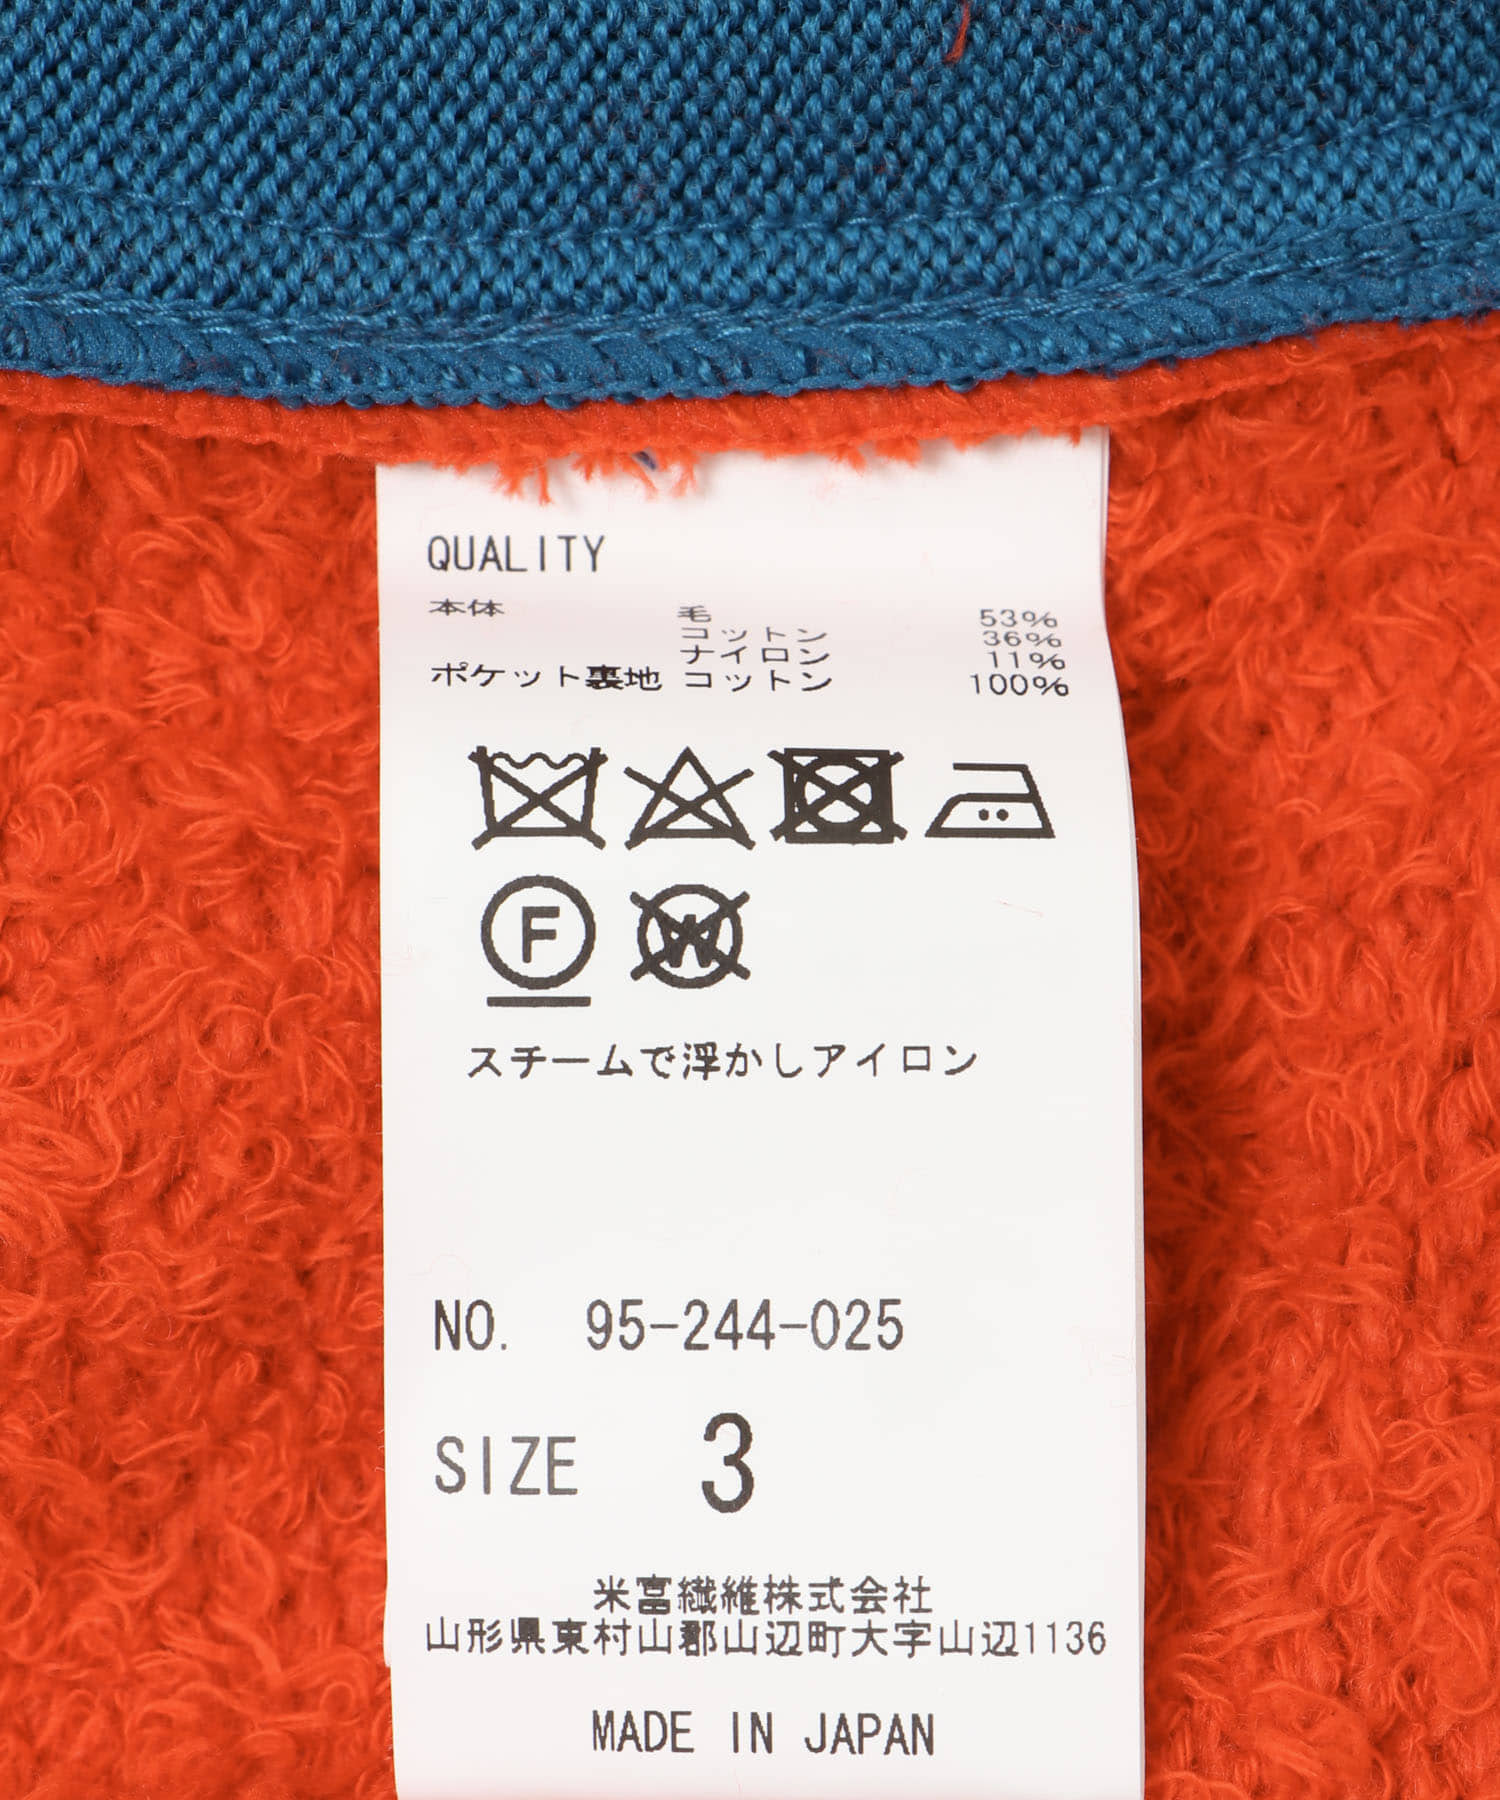 QUALITY
本体 毛 53%
コットン 36%
ナイロン 11%
ポケット裏地 コットン 100%
F
W
スチームで浮かしアイロン
NO. 95-244-025
SIZE 3
米富繊維株式会社
山形県東村山郡山辺町大字山辺1136
MADE IN JAPAN